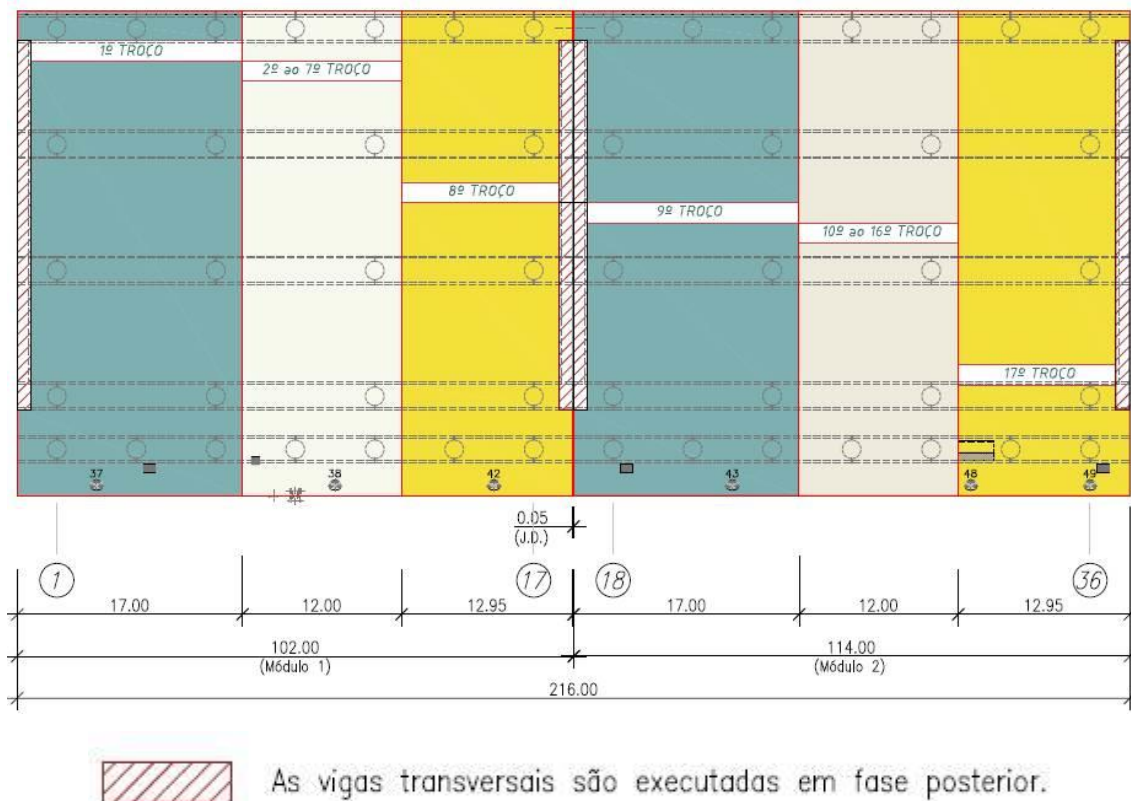 1º TROÇO
2º ao 7º TROÇO
8º TROÇO
9º TROÇO
10º ao 16º TROÇO
17º TROÇO
37
38
42
43
48
49
0.05
(J.D.)
1
17
18
36
17.00
12.00
12.95
17.00
12.00
12.95
102.00
(Módulo 1)
114.00
(Módulo 2)
216.00
As vigas transversais são executadas em fase posterior.